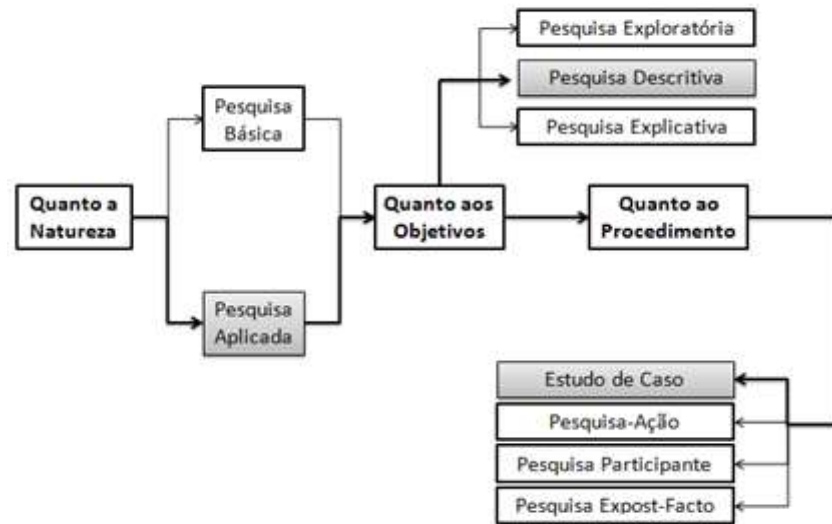 Pesquisa Exploratória
Pesquisa Descritiva
Pesquisa Explicativa
Pesquisa
Básica
Quanto a
Natureza
Quanto aos
Objetivos
Quanto ao
Procedimento
Pesquisa
Aplicada
Estudo de Caso
Pesquisa-Ação
Pesquisa Participante
Pesquisa Expost-Facto